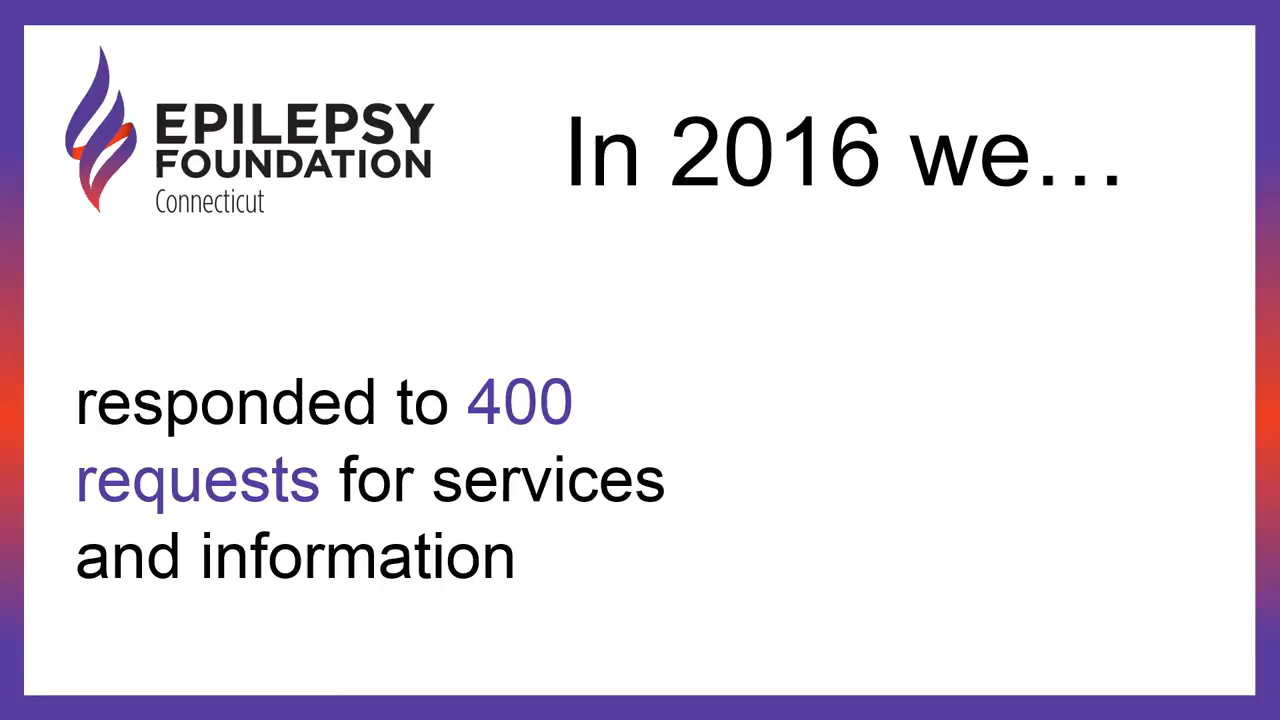 EPILEPSY
FOUNDATION
Connecticut
In 2016 we…
responded to 400
requests for services
and information